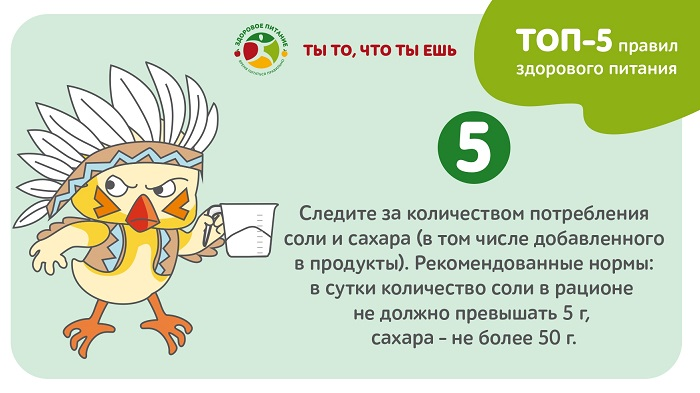 ЗДОРОВОЕ ПИТАНИЕ
ТЫ ТО, ЧТО ТЫ ЕШЬ
ТОП-5 правил
здорового питания
5
Следите за количеством потребления
соли и сахара (в том числе добавленного
в продукты). Рекомендованные нормы:
в сутки количество соли в рационе
не должно превышать 5 г,
сахара - не более 50 г.